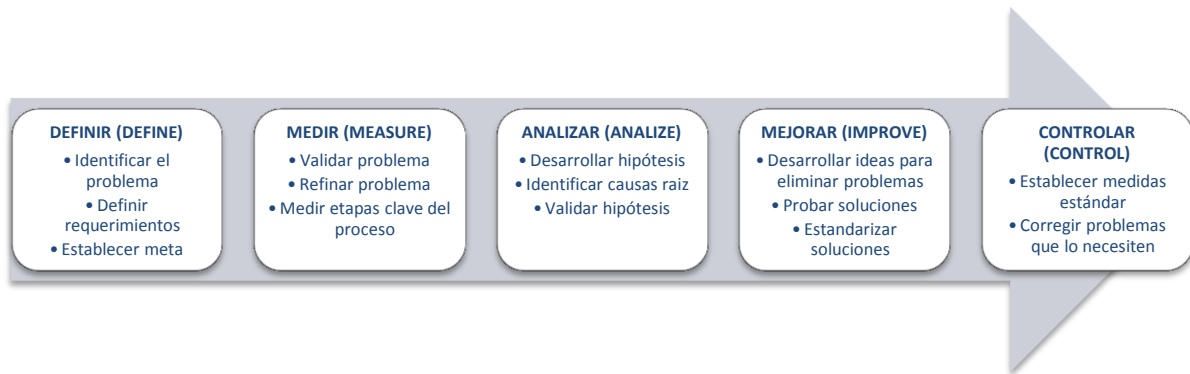 DEFINIR (DEFINE)
• Identificar el
problema
• Definir
requerimientos
• Establecer meta
MEDIR (MEASURE)
• Validar problema
• Refinar problema
• Medir etapas clave del
proceso
ANALIZAR (ANALIZE)
• Desarrollar hipótesis
• Identificar causas raiz
• Validar hipótesis
MEJORAR (IMPROVE)
• Desarrollar ideas para
eliminar problemas
• Probar soluciones
• Estandarizar
soluciones
CONTROLAR
(CONTROL)
• Establecer medidas
estándar
• Corregir problemas
que lo necesiten